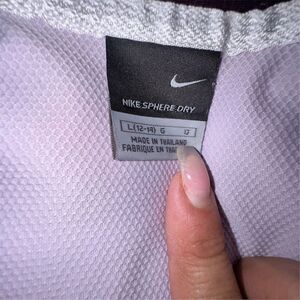 NIKE SPHERE DRY
L(12-14) G
MADE IN THAILAND
FABRIQUE EN